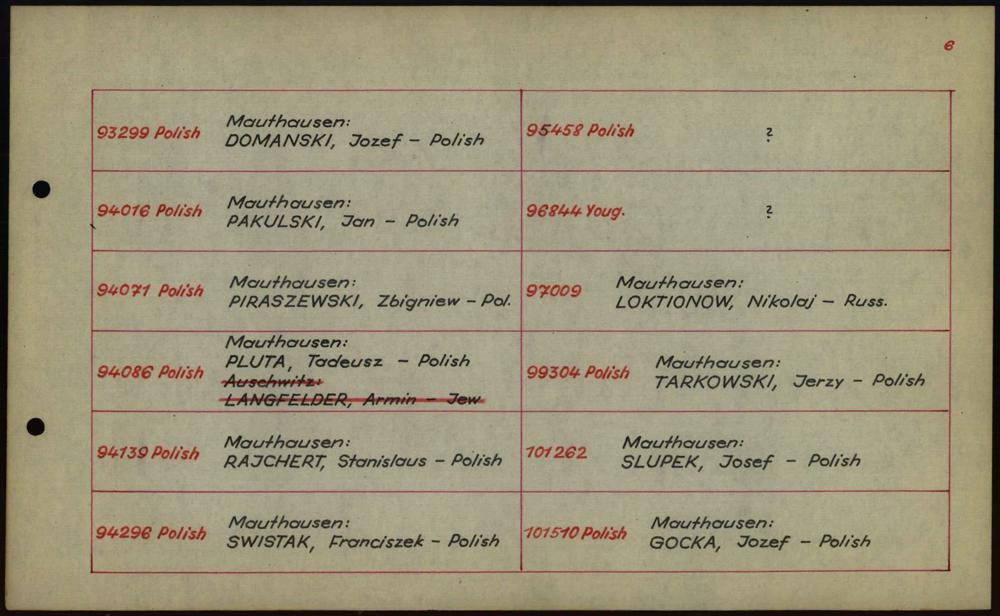 6
93299 Polish Mauthausen:
DOMANSKI, Jozef – Polish
95458 Polish ?
94016 Polish Mauthausen:
PAKULSKI, Jan – Polish
96844 Youg. ?
94071 Polish Mauthausen:
PIRASZEWSKI, Zbigniew – Pol.
97009 Mauthausen:
LOKTIONOW, Nikolaj – Russ.
94086 Polish Mauthausen:
PLUTA, Tadeusz – Polish
Auschwitz:
LANGFELDER, Armin – Jew
99304 Polish Mauthausen:
TARKOWSKI, Jerzy – Polish
94139 Polish Mauthausen:
RAJCHERT, Stanislaus – Polish
101262 Mauthausen:
SLUPEK, Josef – Polish
94296 Polish Mauthausen:
SWISTAK, Franciszek – Polish
101510 Polish Mauthausen:
GOCKA, Jozef – Polish